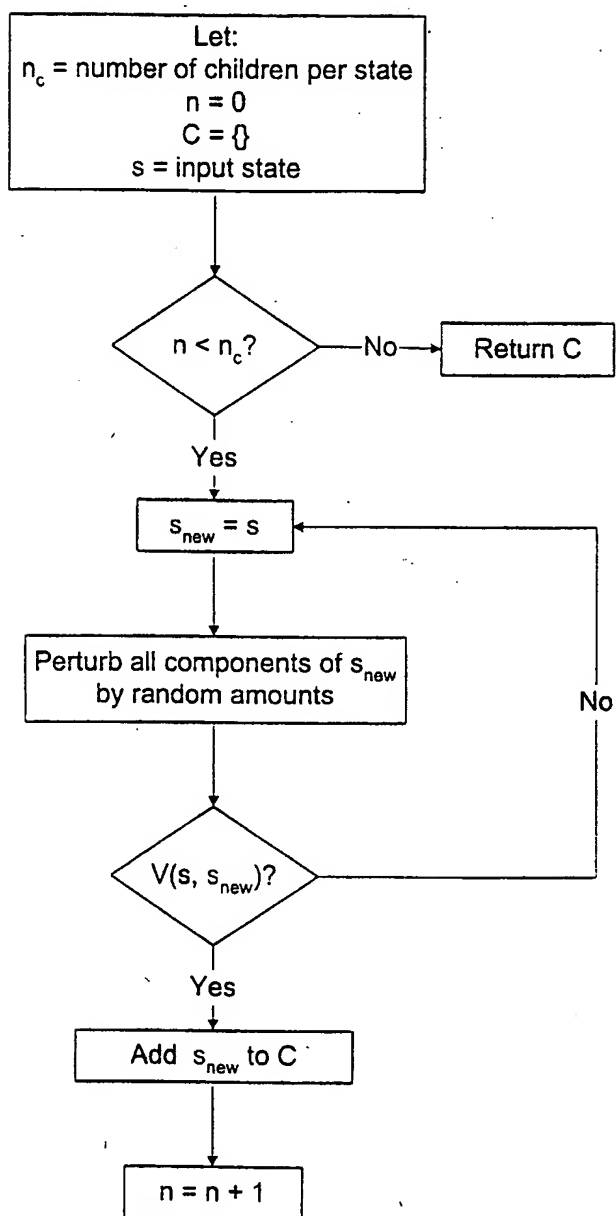 Let:
n_c = number of children per state
n = 0
C = {}
s = input state
n < n_c?
No
Return C
Yes
s_new = s
Perturb all components of s_new
by random amounts
No
V(s, s_new)?
Yes
Add s_new to C
n = n + 1